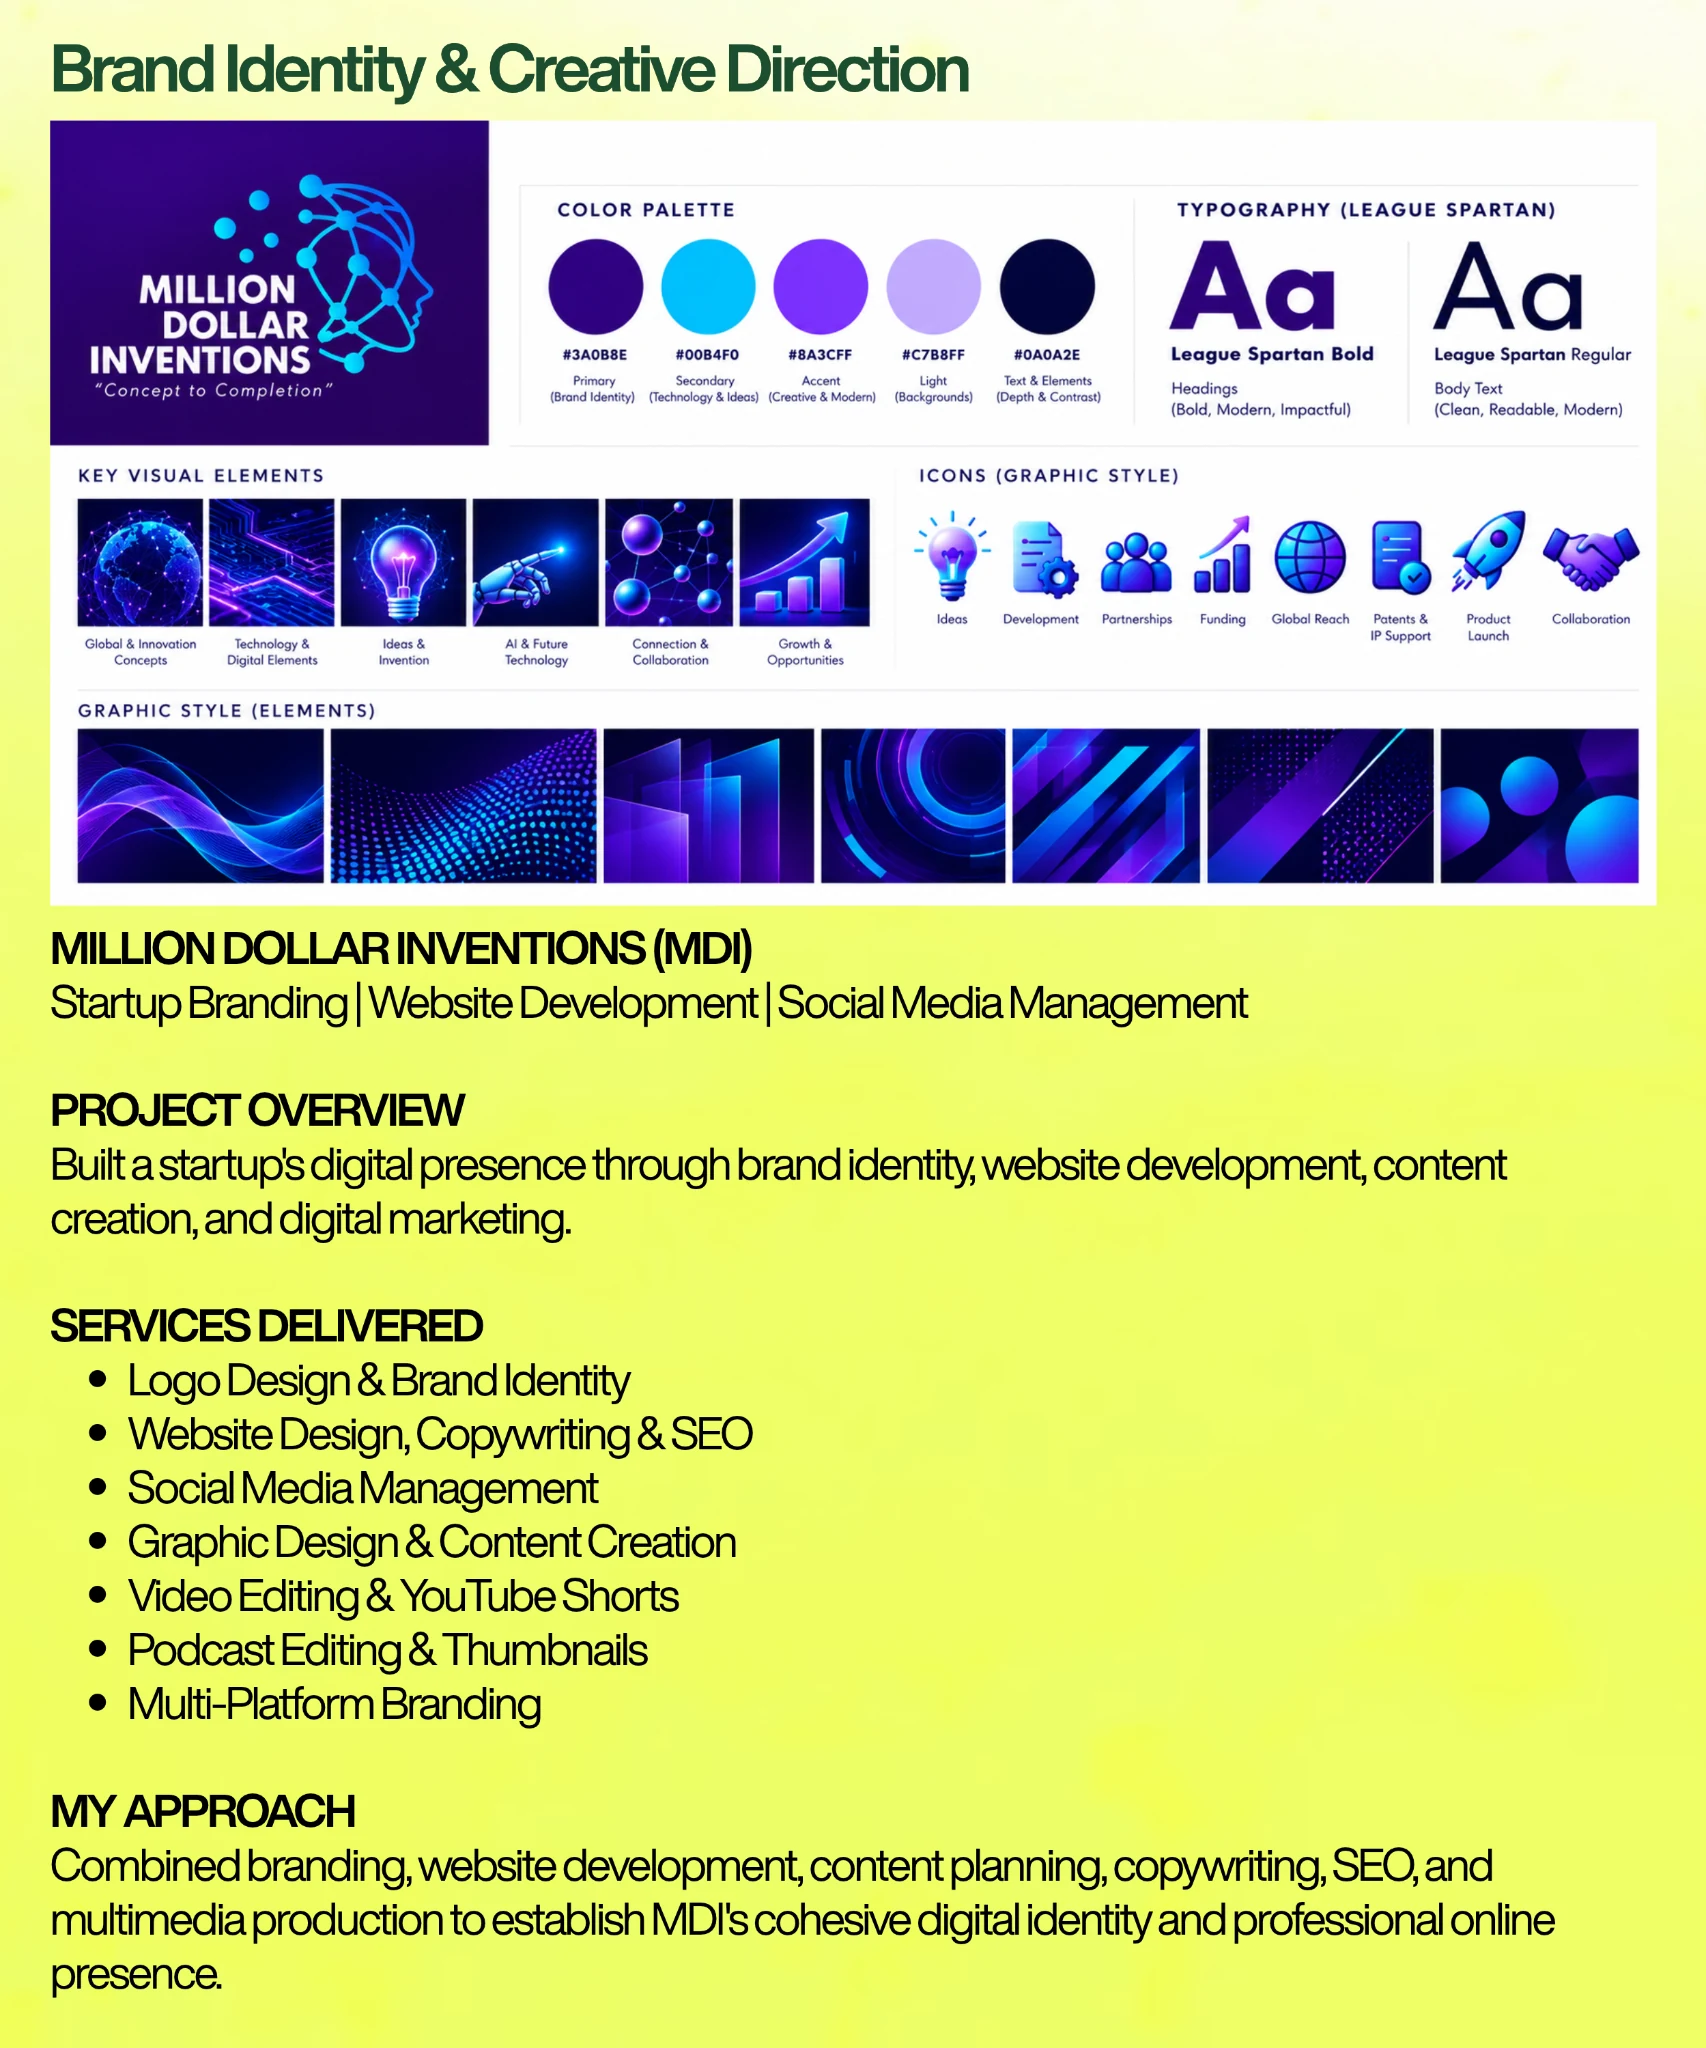 Brand Identity & Creative Direction
MILLION
DOLLAR
INVENTIONS
"Concept to Completion"
COLOR PALETTE
#3A0B8E
Primary
(Brand Identity)
#00B4F0
Secondary
(Technology & Ideas)
#8A3CFF
Accent
(Creative & Modern)
#C7B8FF
Light
(Backgrounds)
#0A0A2E
Text & Elements
(Depth & Contrast)
TYPOGRAPHY (LEAGUE SPARTAN)
Aa
League Spartan Bold
Headings
(Bold, Modern, Impactful)
Aa
League Spartan Regular
Body Text
(Clean, Readable, Modern)
KEY VISUAL ELEMENTS
Global & Innovation
Concepts
Technology &
Digital Elements
Ideas &
Invention
AI & Future
Technology
Connection &
Collaboration
Growth &
Opportunities
ICONS (GRAPHIC STYLE)
Ideas
Development
Partnerships
Funding
Global Reach
Patents &
IP Support
Product
Launch
Collaboration
GRAPHIC STYLE (ELEMENTS)
MILLION DOLLAR INVENTIONS (MDI)
Startup Branding | Website Development | Social Media Management
PROJECT OVERVIEW
Built a startup's digital presence through brand identity, website development, content
creation, and digital marketing.
SERVICES DELIVERED
• Logo Design & Brand Identity
• Website Design, Copywriting & SEO
• Social Media Management
• Graphic Design & Content Creation
• Video Editing & YouTube Shorts
• Podcast Editing & Thumbnails
• Multi-Platform Branding
MY APPROACH
Combined branding, website development, content planning, copywriting, SEO, and
multimedia production to establish MDI's cohesive digital identity and professional online
presence.